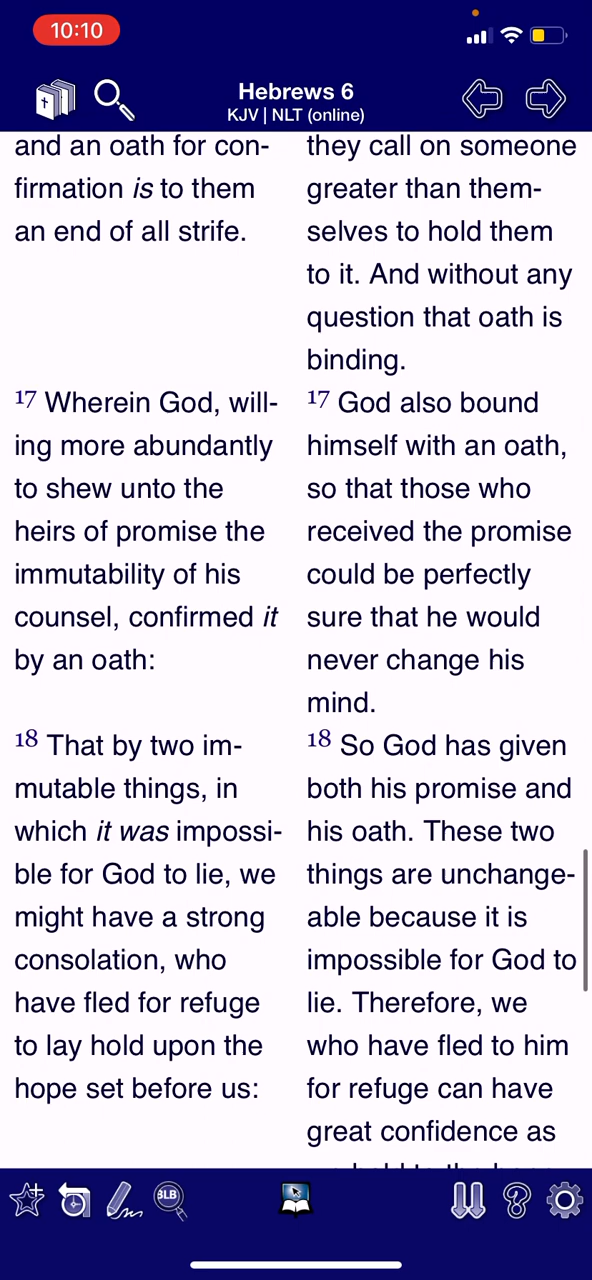 10:10
Hebrews 6
KJV | NLT (online)
and an oath for con-
firmation is to them
an end of all strife.
17 Wherein God, will-
ing more abundantly
to shew unto the
heirs of promise the
immutability of his
counsel, confirmed it
by an oath:
18 That by two im-
mutable things, in
which it was impossi-
ble for God to lie, we
might have a strong
consolation, who
have fled for refuge
to lay hold upon the
hope set before us:
they call on someone
greater than them-
selves to hold them
to it. And without any
question that oath is
binding.
17 God also bound
himself with an oath,
so that those who
received the promise
could be perfectly
sure that he would
never change his
mind.
18 So God has given
both his promise and
his oath. These two
things are unchange-
able because it is
impossible for God to
lie. Therefore, we
who have fled to him
for refuge can have
great confidence as
BLB